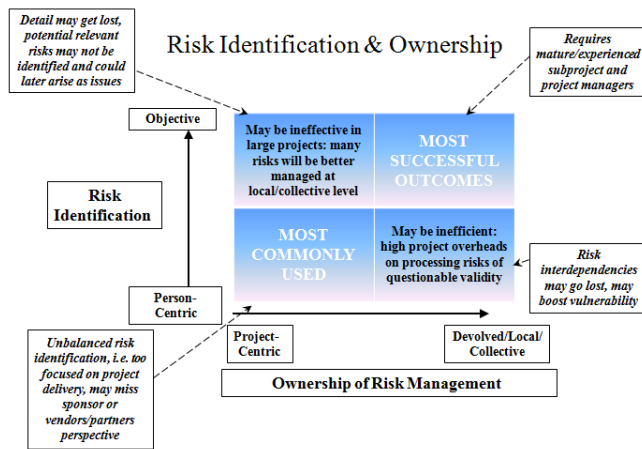 Detail may get lost,
potential relevant
risks may not be
identified and could
later arise as issues
Risk Identification & Ownership
Requires
mature/experienced
subproject and
project managers
Objective
May be ineffective in
large projects: many
risks will be better
managed at
local/collective level
MOST
SUCCESSFUL
OUTCOMES
Risk
Identification
MOST
COMMONLY
USED
May be inefficient:
high project overheads
on processing risks of
questionable validity
Risk
interdependencies
may go lost, may
boost vulnerability
Person-
Centric
Project-
Centric
Devolved/Local/
Collective
Unbalanced risk
identification, i.e. too
focused on project
delivery, may miss
sponsor or
vendors/partners
perspective
Ownership of Risk Management